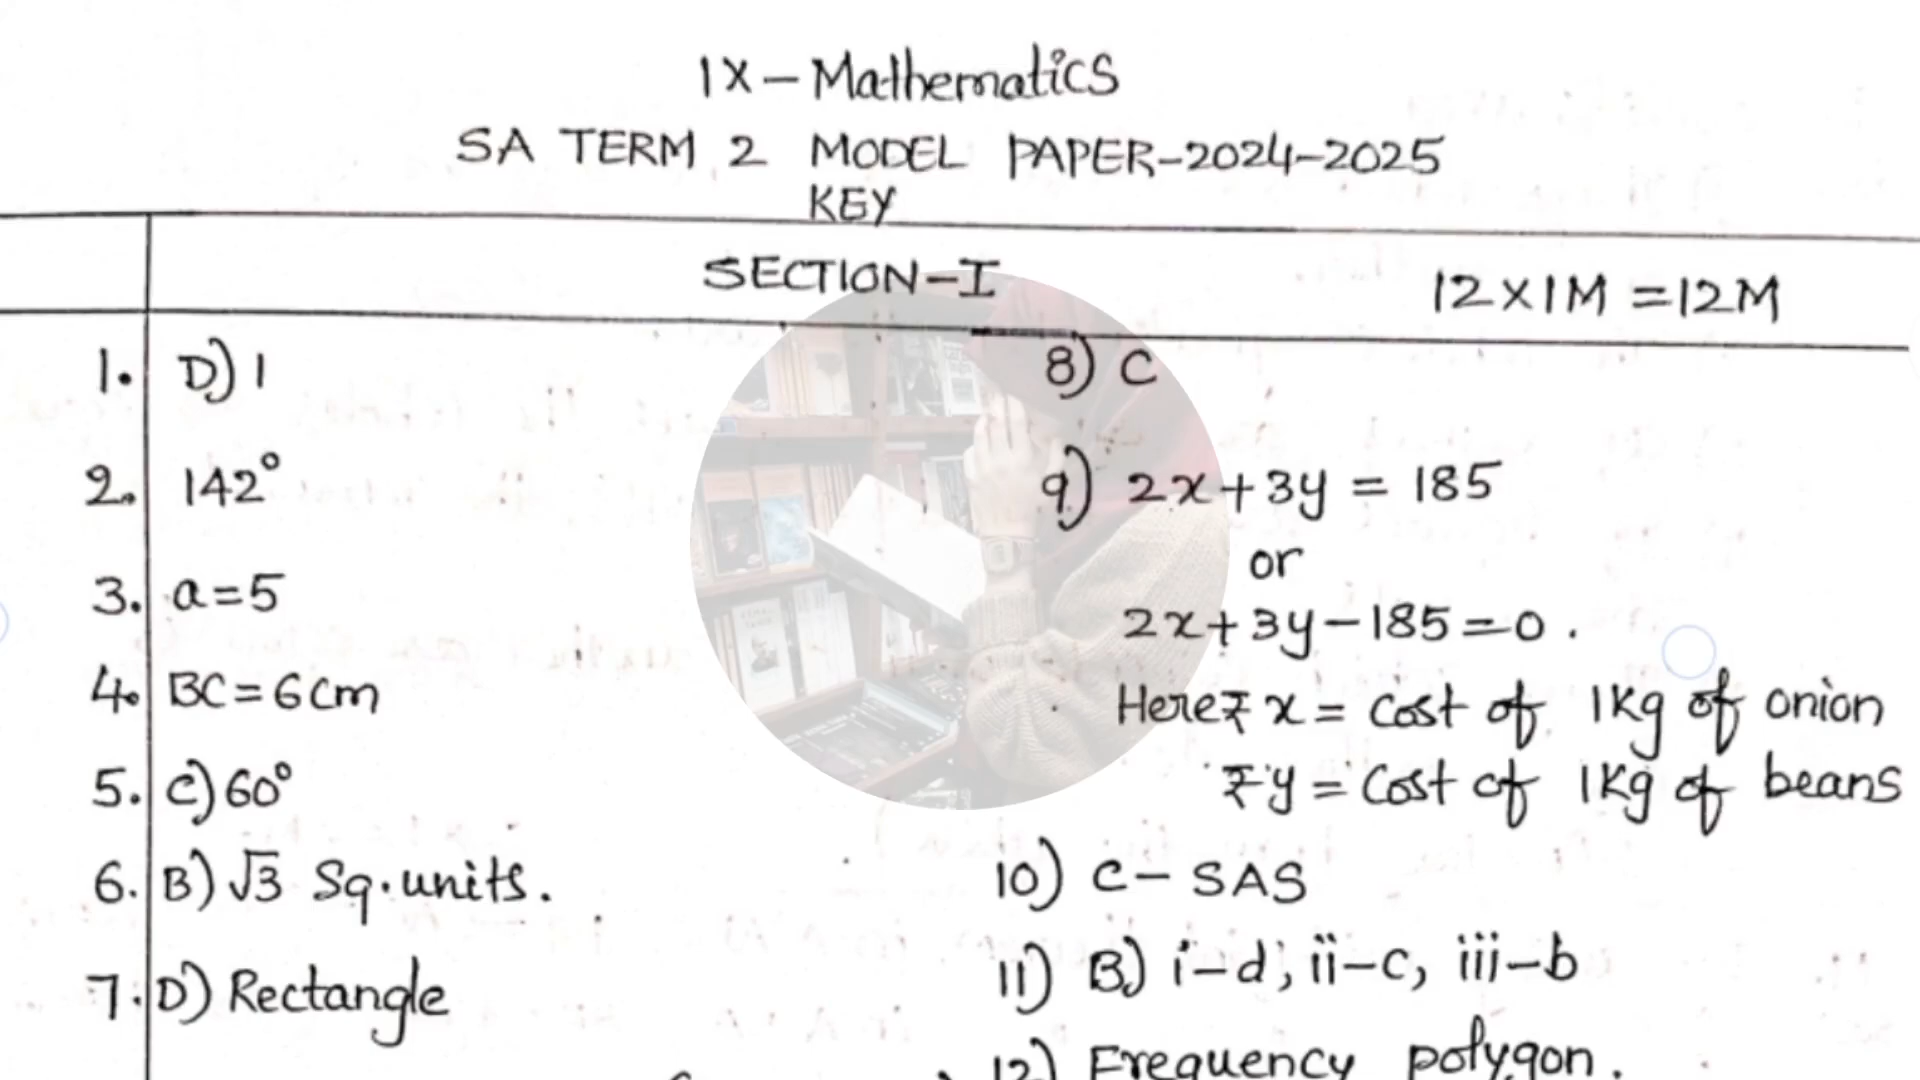 IX – Mathematics
SA TERM 2 MODEL PAPER-2024-2025
KEY
SECTION-I 12×1M=12M
1. D) 1
2. 142°
3. a=5
4. BC=6cm
5. C) 60°
6. B) √3 Sq.units.
7. D) Rectangle
8) C
9) 2x+3y = 185
or
2x+3y-185=0.
Here ₹ x = Cost of 1Kg of onion
₹ y = Cost of 1Kg of beans
10) C- SAS
11) B) i-d, ii-c, iii-b
12) Frequency polygon.